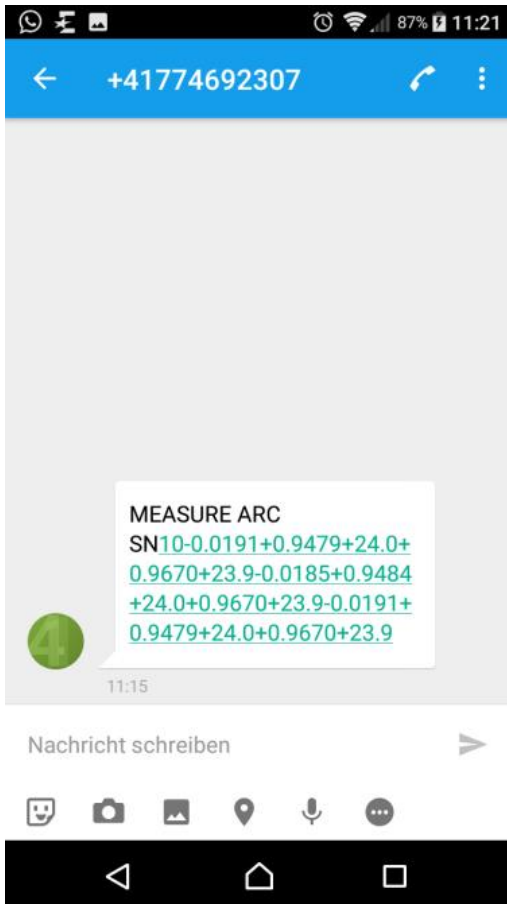 87% 11:21
+41774692307
MEASURE ARC
SN10-0.0191+0.9479+24.0+
0.9670+23.9-0.0185+0.9484
+24.0+0.9670+23.9-0.0191+
0.9479+24.0+0.9670+23.9
4
11:15
Nachricht schreiben